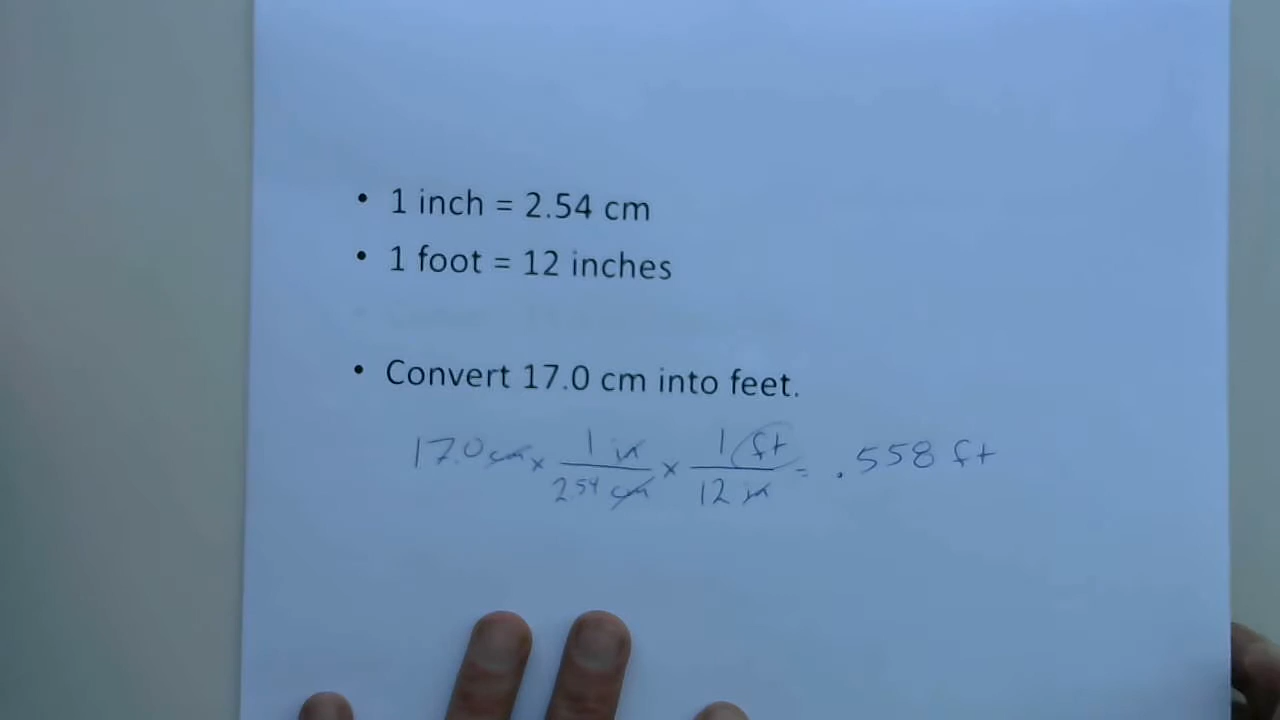 • 1 inch = 2.54 cm
• 1 foot = 12 inches
• Convert 17.0 cm into feet.
17.0 cm x 1 in / 2.54 cm x 1 ft / 12 in = .558 ft